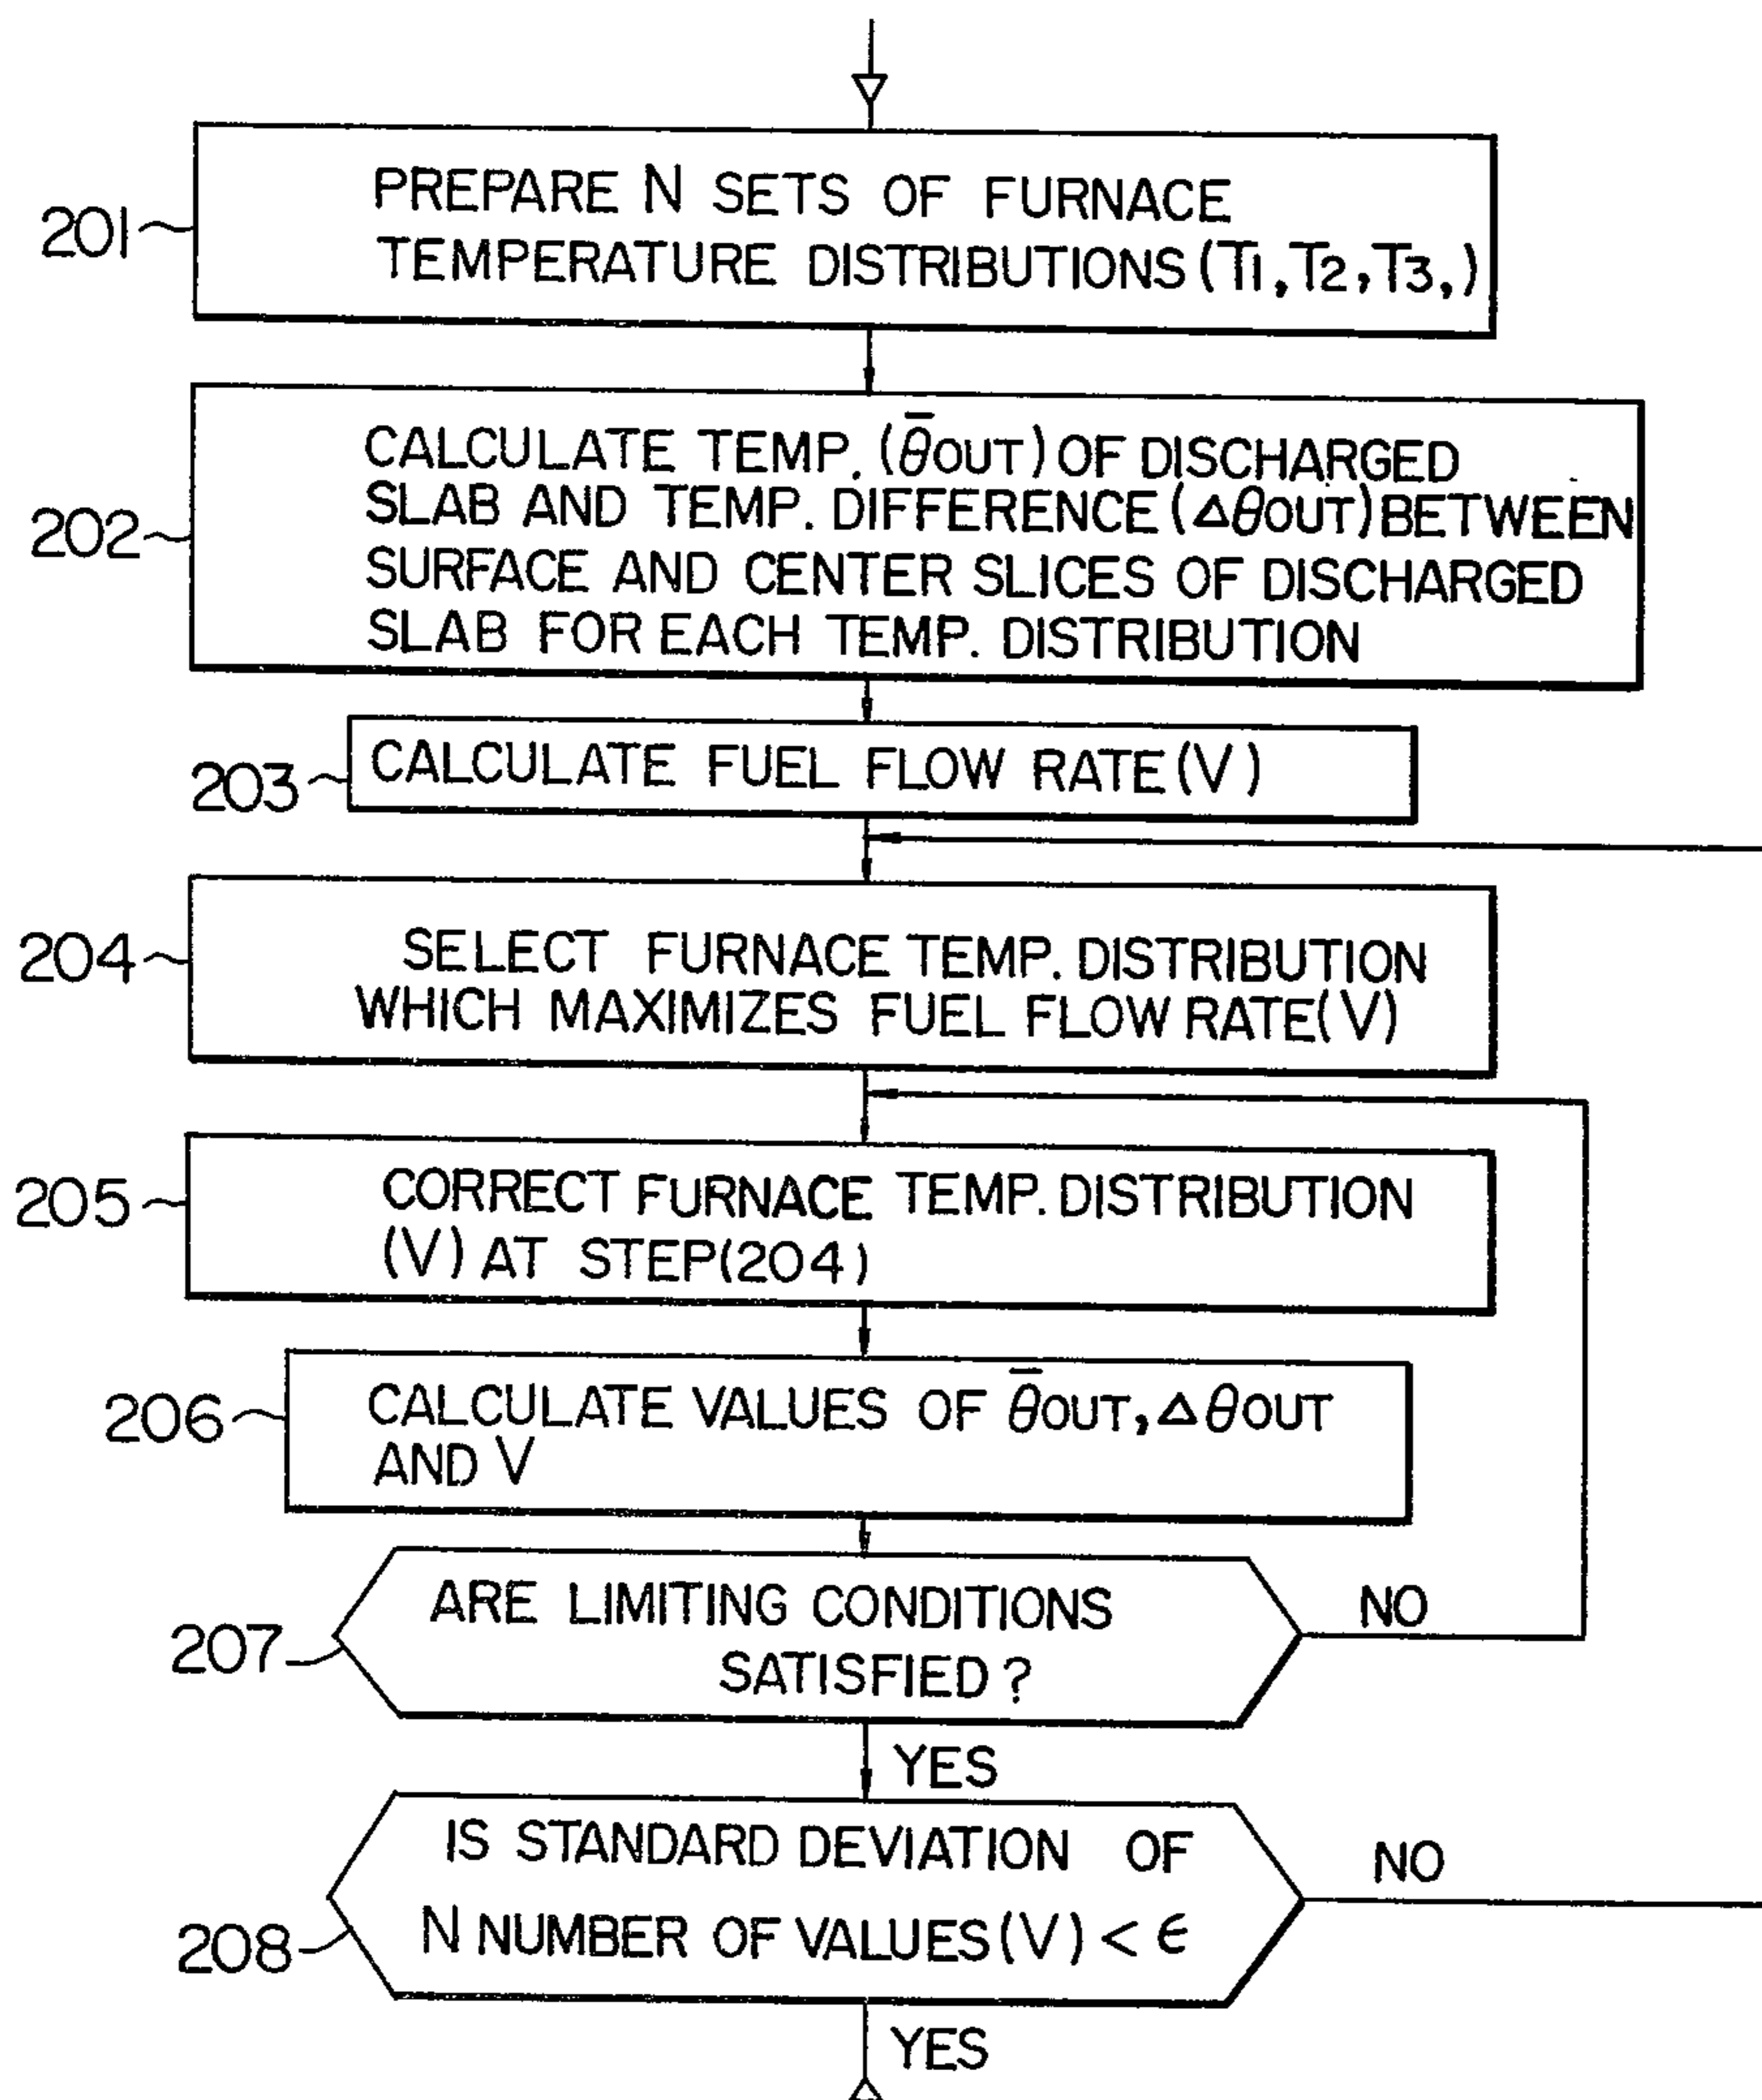 201
PREPARE N SETS OF FURNACE
TEMPERATURE DISTRIBUTIONS (T1, T2, T3,)
202
CALCULATE TEMP. (θ̄OUT) OF DISCHARGED
SLAB AND TEMP. DIFFERENCE (ΔθOUT) BETWEEN
SURFACE AND CENTER SLICES OF DISCHARGED
SLAB FOR EACH TEMP. DISTRIBUTION
203
CALCULATE FUEL FLOW RATE (V)
204
SELECT FURNACE TEMP. DISTRIBUTION
WHICH MAXIMIZES FUEL FLOW RATE (V)
205
CORRECT FURNACE TEMP. DISTRIBUTION
(V) AT STEP (204)
206
CALCULATE VALUES OF θ̄OUT, ΔθOUT
AND V
207
ARE LIMITING CONDITIONS
SATISFIED ?
NO
YES
208
IS STANDARD DEVIATION OF
N NUMBER OF VALUES (V) < ε
NO
YES